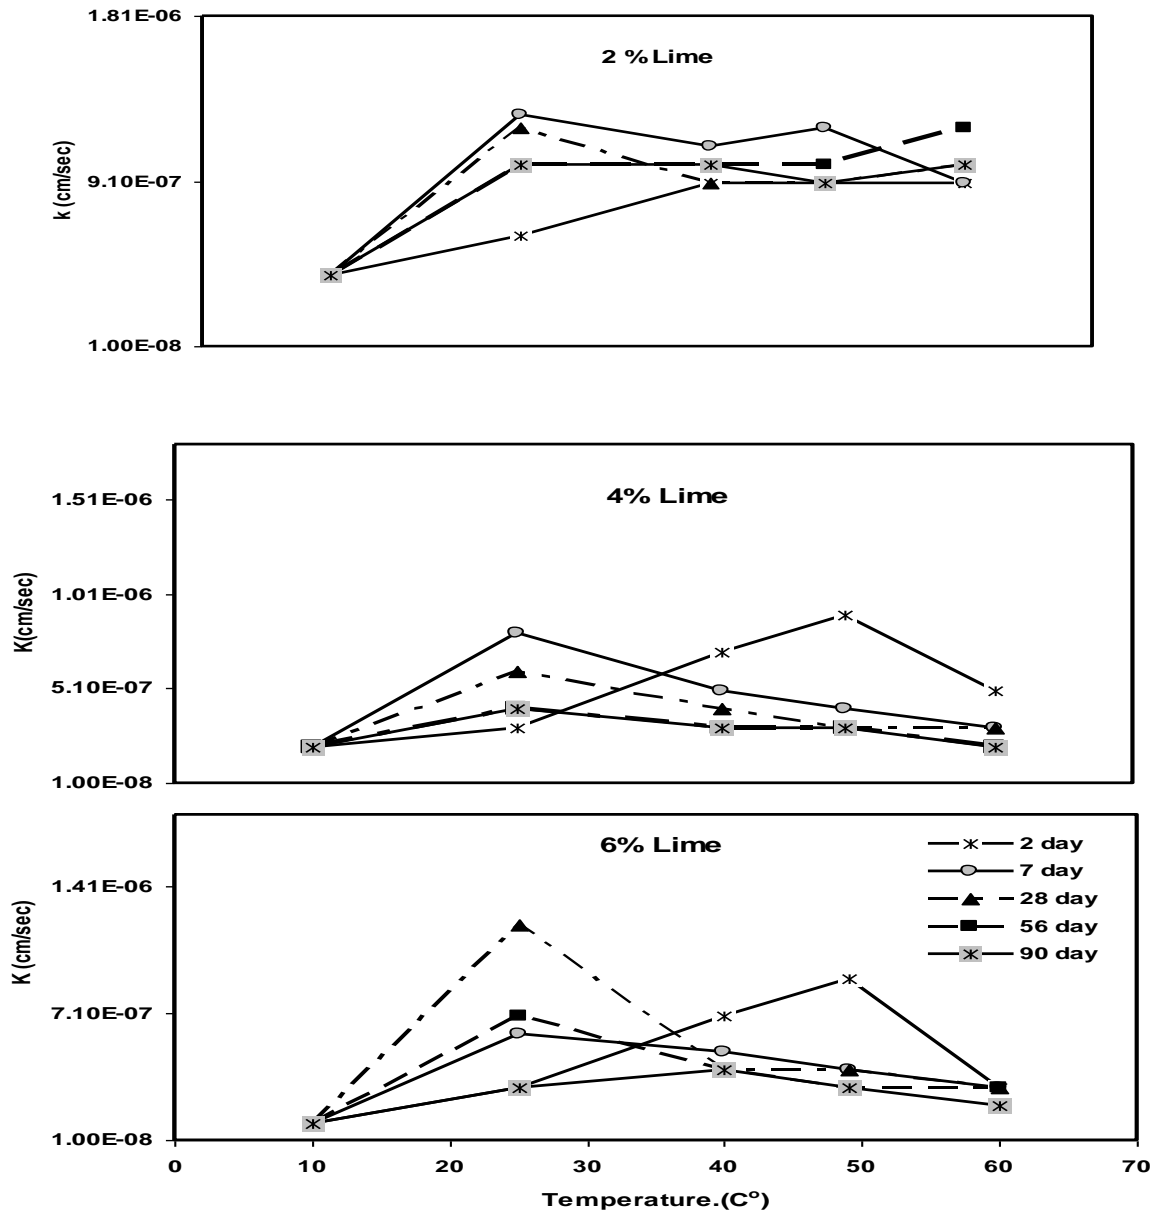 1.81E-06
2 % Lime
9.10E-07
k (cm/sec)
1.00E-08
1.51E-06
4% Lime
1.01E-06
K(cm/sec)
5.10E-07
1.00E-08
6% Lime
2 day
7 day
28 day
56 day
90 day
1.41E-06
K (cm/sec)
7.10E-07
1.00E-08
0 10 20 30 40 50 60 70
Temperature.(Cº)